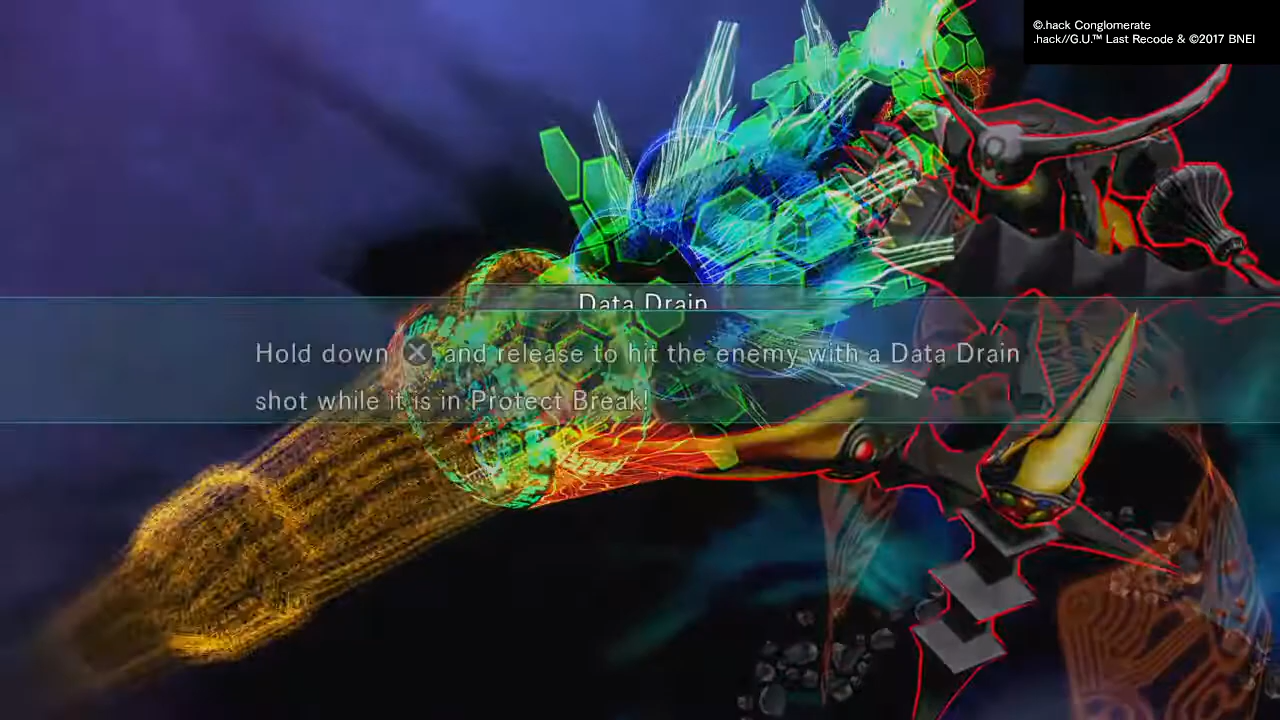 ©.hack Conglomerate
.hack//G.U.™ Last Recode & ©2017 BNEI
Data Drain
Hold down ⓧ and release to hit the enemy with a Data Drain
shot while it is in Protect Break!